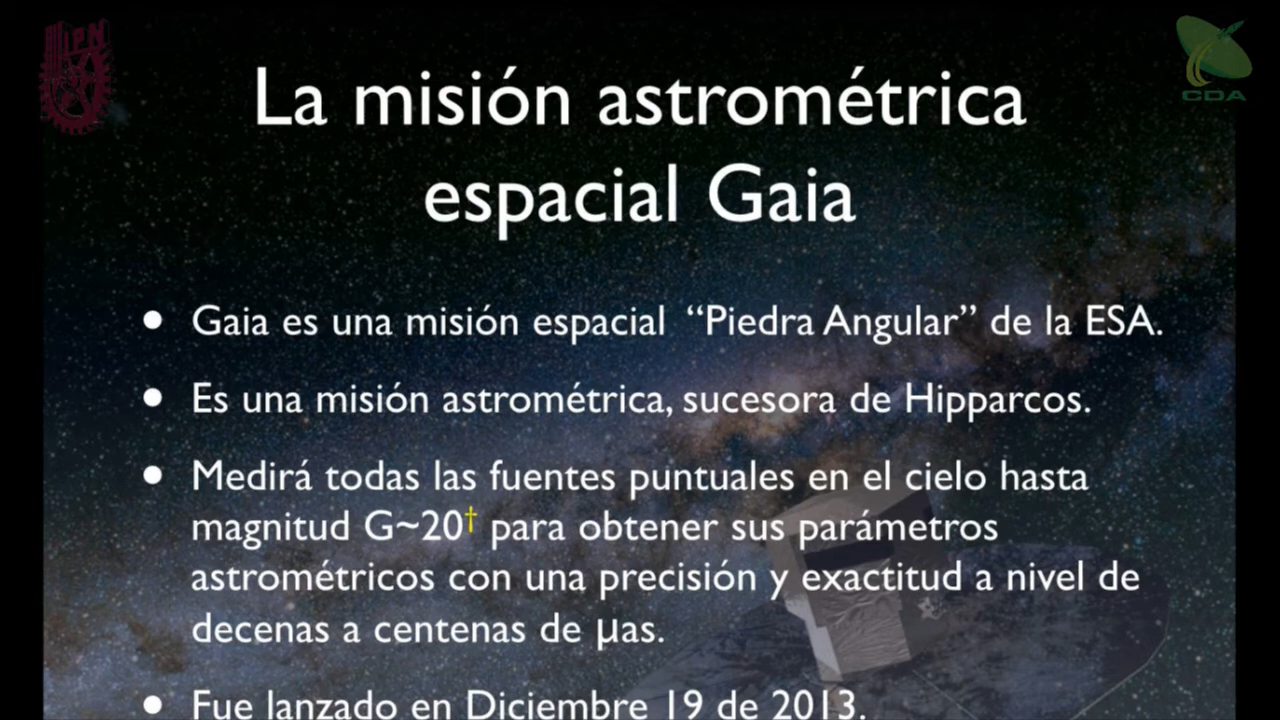 IPN
CDA
La misión astrométrica
espacial Gaia
• Gaia es una misión espacial “Piedra Angular” de la ESA.
• Es una misión astrométrica, sucesora de Hipparcos.
• Medirá todas las fuentes puntuales en el cielo hasta
magnitud G~20† para obtener sus parámetros
astrométricos con una precisión y exactitud a nivel de
decenas a centenas de µas.
• Fue lanzado en Diciembre 19 de 2013.